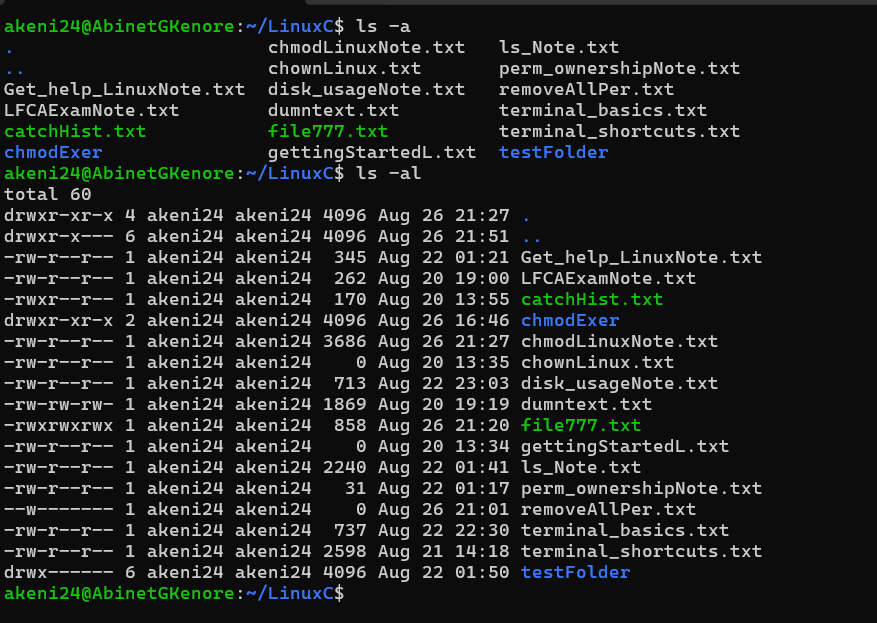 akeni24@AbinetGKenore:~/LinuxC$ ls -a
.                        chmodLinuxNote.txt   ls_Note.txt
..                       chownLinux.txt       perm_ownershipNote.txt
Get_help_LinuxNote.txt  disk_usageNote.txt   removeAllPer.txt
LFCAExamNote.txt        dumntext.txt         terminal_basics.txt
catchHist.txt           file777.txt          terminal_shortcuts.txt
chmodExer               gettingStartedL.txt  testFolder
akeni24@AbinetGKenore:~/LinuxC$ ls -al
total 60
drwxr-xr-x 4 akeni24 akeni24 4096 Aug 26 21:27 .
drwxr-x--- 6 akeni24 akeni24 4096 Aug 26 21:51 ..
-rw-r--r-- 1 akeni24 akeni24  345 Aug 22 01:21 Get_help_LinuxNote.txt
-rw-r--r-- 1 akeni24 akeni24  262 Aug 20 19:00 LFCAExamNote.txt
-rwxr--r-- 1 akeni24 akeni24  170 Aug 20 13:55 catchHist.txt
drwxr-xr-x 2 akeni24 akeni24 4096 Aug 26 16:46 chmodExer
-rw-r--r-- 1 akeni24 akeni24 3686 Aug 26 21:27 chmodLinuxNote.txt
-rw-r--r-- 1 akeni24 akeni24    0 Aug 20 13:35 chownLinux.txt
-rw-r--r-- 1 akeni24 akeni24  713 Aug 22 23:03 disk_usageNote.txt
-rw-rw-rw- 1 akeni24 akeni24 1869 Aug 20 19:19 dumntext.txt
-rwxrwxrwx 1 akeni24 akeni24  858 Aug 26 21:20 file777.txt
-rw-r--r-- 1 akeni24 akeni24    0 Aug 20 13:34 gettingStartedL.txt
-rw-r--r-- 1 akeni24 akeni24 2240 Aug 22 01:41 ls_Note.txt
-rw-r--r-- 1 akeni24 akeni24   31 Aug 22 01:17 perm_ownershipNote.txt
--w------- 1 akeni24 akeni24    0 Aug 26 21:01 removeAllPer.txt
-rw-r--r-- 1 akeni24 akeni24  737 Aug 22 22:30 terminal_basics.txt
-rw-r--r-- 1 akeni24 akeni24 2598 Aug 21 14:18 terminal_shortcuts.txt
drwx------ 6 akeni24 akeni24 4096 Aug 22 01:50 testFolder
akeni24@AbinetGKenore:~/LinuxC$